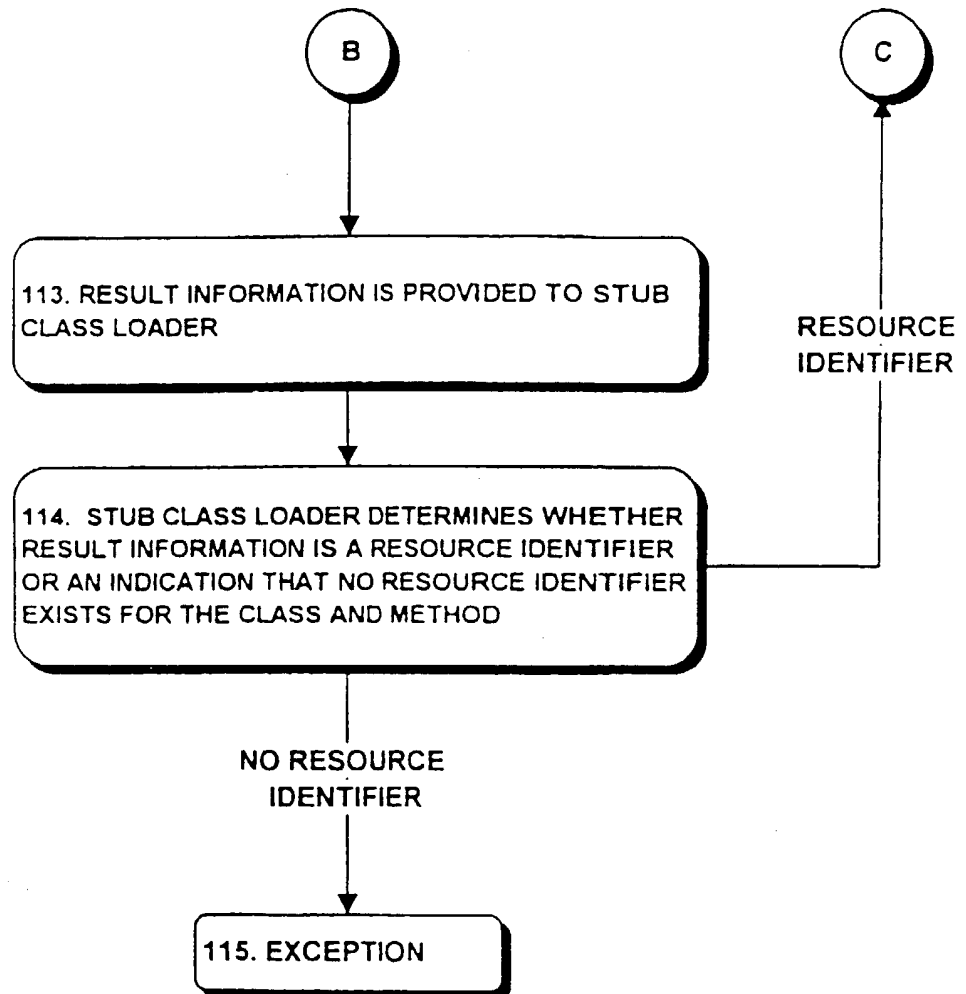 B
C
113. RESULT INFORMATION IS PROVIDED TO STUB
CLASS LOADER
RESOURCE
IDENTIFIER
114. STUB CLASS LOADER DETERMINES WHETHER
RESULT INFORMATION IS A RESOURCE IDENTIFIER
OR AN INDICATION THAT NO RESOURCE IDENTIFIER
EXISTS FOR THE CLASS AND METHOD
NO RESOURCE
IDENTIFIER
115. EXCEPTION